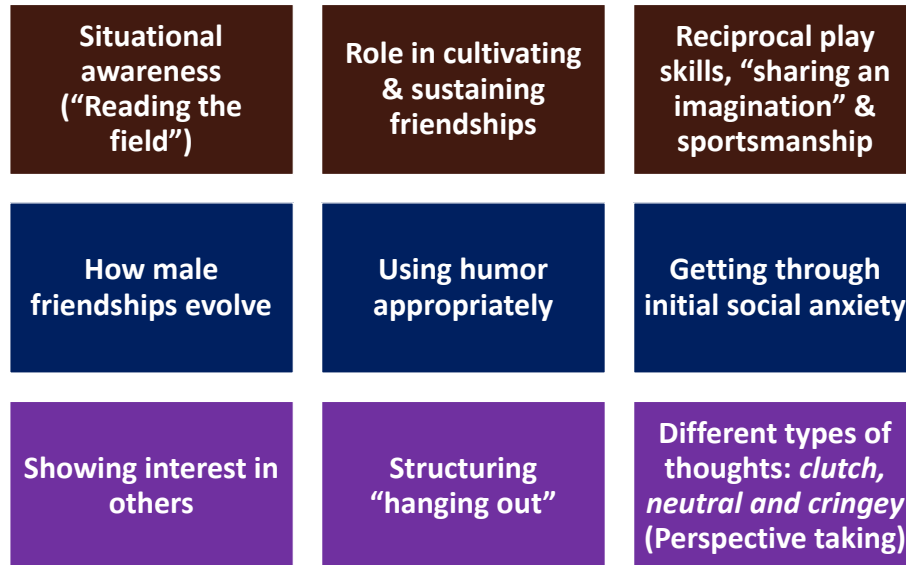 Situational
awareness
(“Reading the
field”)
Role in cultivating
& sustaining
friendships
Reciprocal play
skills, “sharing an
imagination” &
sportsmanship
How male
friendships evolve
Using humor
appropriately
Getting through
initial social anxiety
Showing interest in
others
Structuring
“hanging out”
Different types of
thoughts: clutch,
neutral and cringey
(Perspective taking)